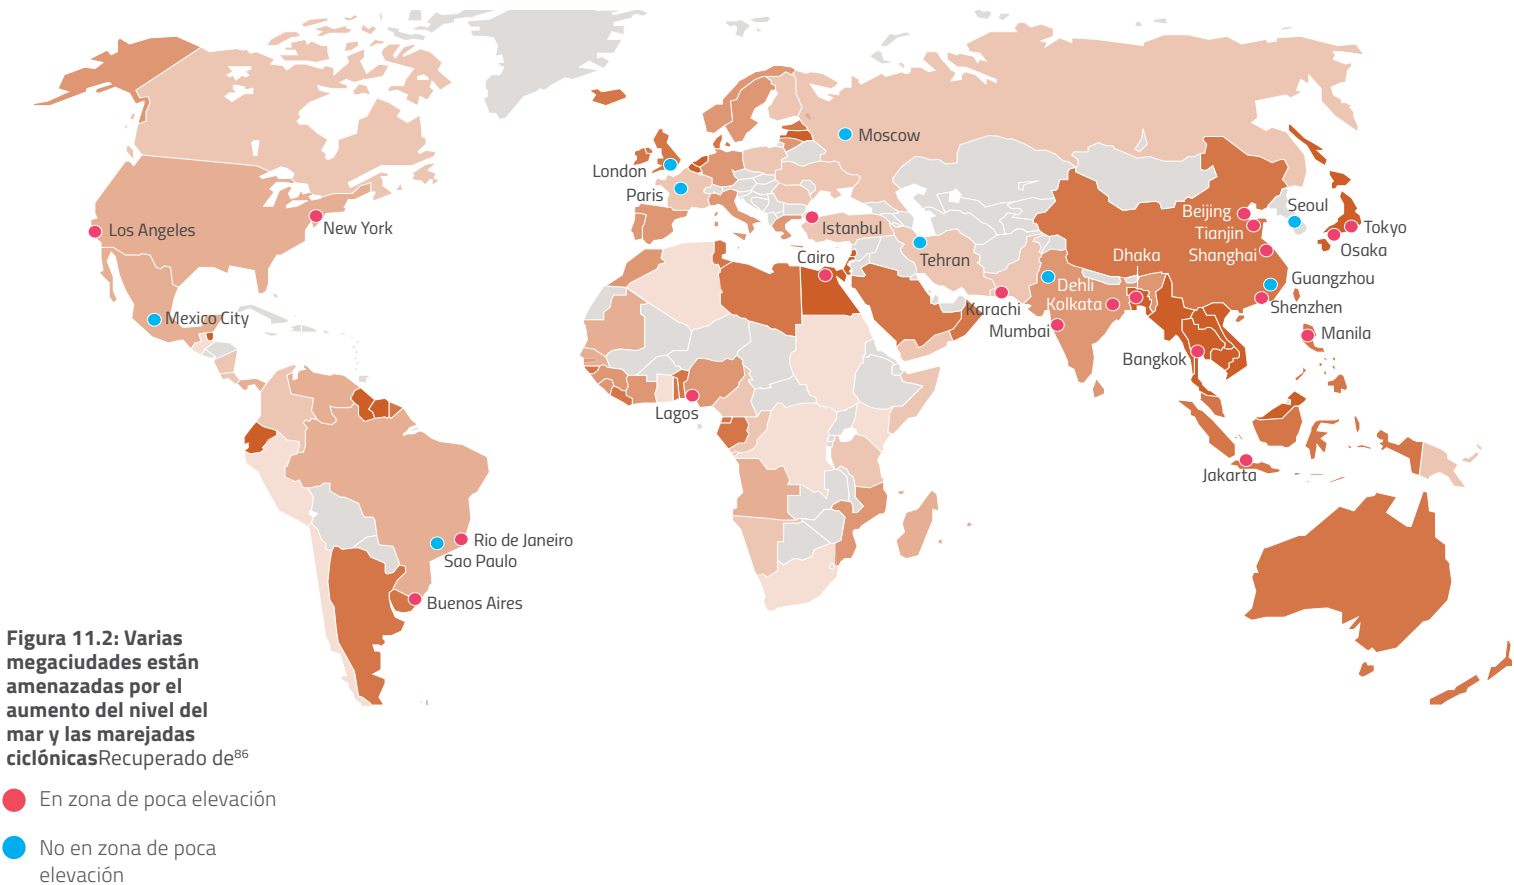 Moscow
London
Paris
Los Angeles
New York
Istanbul
Cairo
Tehran
Beijing
Tianjin
Shanghai
Seoul
Tokyo
Osaka
Dhaka
Guangzhou
Shenzhen
Dehli
Kolkata
Karachi
Mumbai
Mexico City
Manila
Bangkok
Lagos
Jakarta
Rio de Janeiro
Sao Paulo
Buenos Aires
Figura 11.2: Varias
megaciudades están
amenazadas por el
aumento del nivel del
mar y las marejadas
ciclónicasRecuperado de⁸⁶
En zona de poca elevación
No en zona de poca
elevación